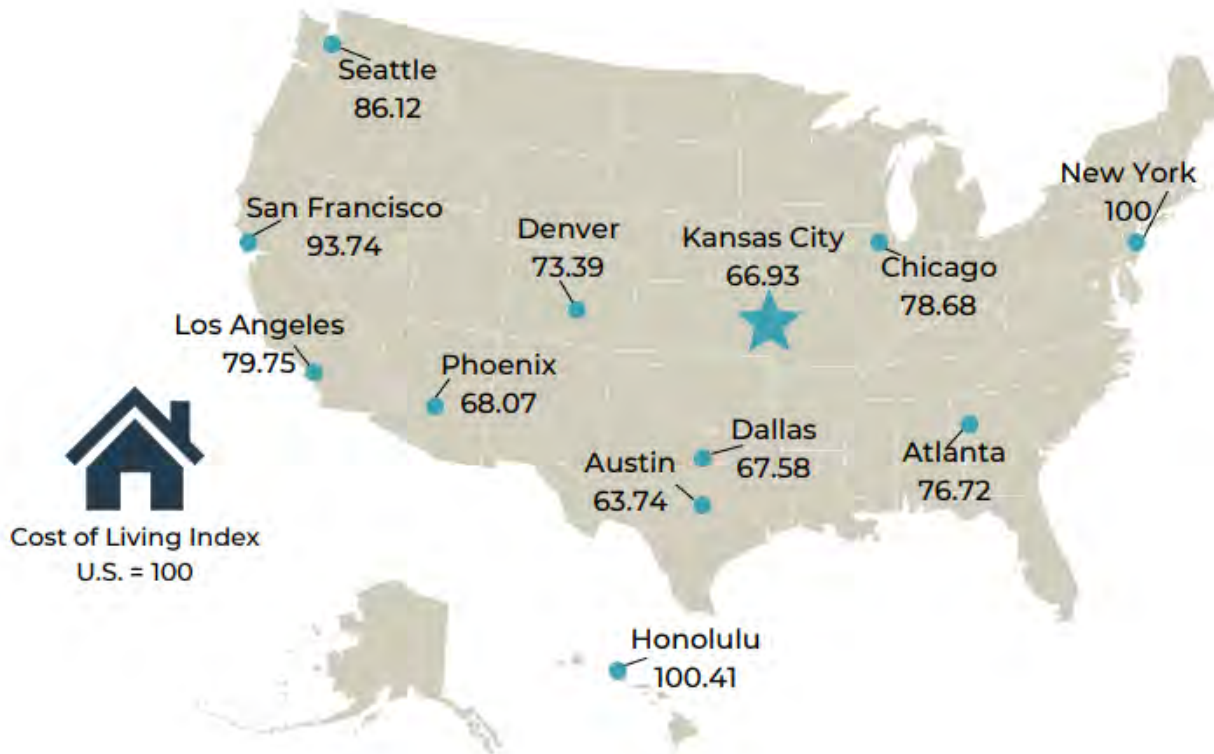 Seattle
86.12
New York
100
San Francisco
93.74
Denver
73.39
Kansas City
66.93
Chicago
78.68
Los Angeles
79.75
Phoenix
68.07
Dallas
67.58
Austin
63.74
Atlanta
76.72
Cost of Living Index
U.S. = 100
Honolulu
100.41